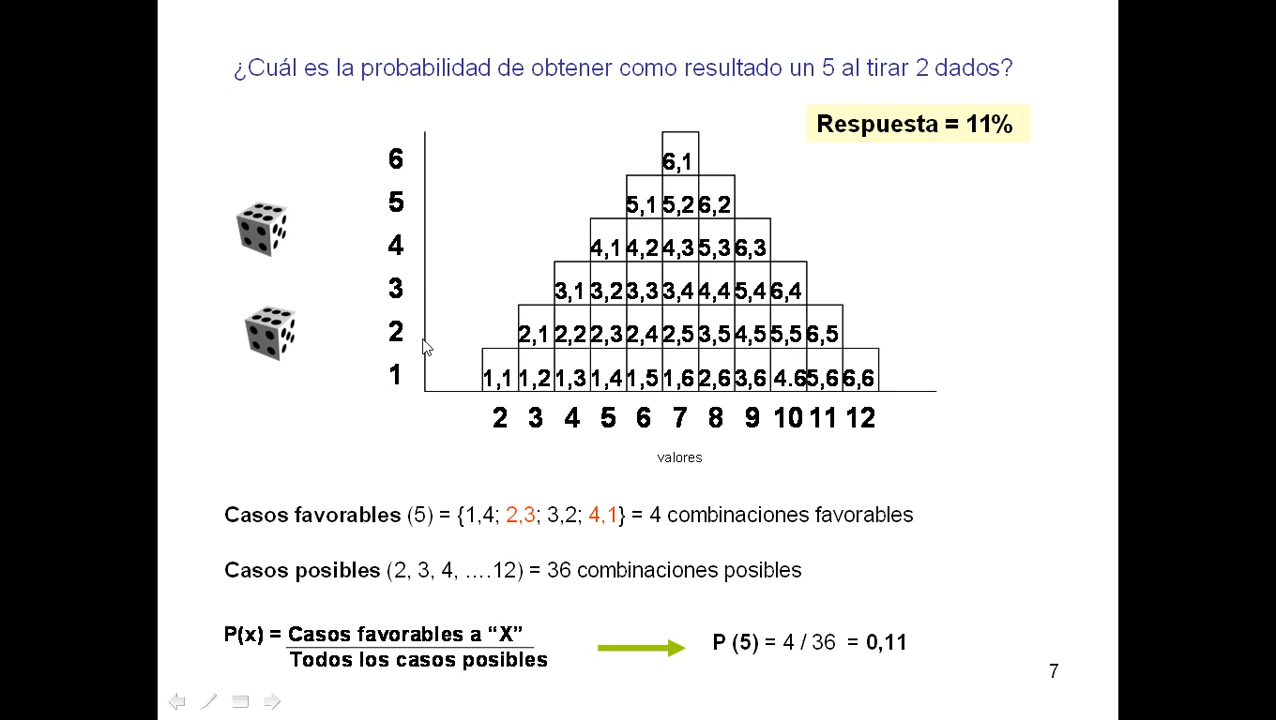 ¿Cuál es la probabilidad de obtener como resultado un 5 al tirar 2 dados?
Respuesta = 11%
6 6,1
5 5,1 5,2 6,2
4 4,1 4,2 4,3 5,3 6,3
3 3,1 3,2 3,3 3,4 4,4 5,4 6,4
2 2,1 2,2 2,3 2,4 2,5 3,5 4,5 5,5 6,5
1 1,1 1,2 1,3 1,4 1,5 1,6 2,6 3,6 4.6 5,6 6,6
2 3 4 5 6 7 8 9 10 11 12
valores
Casos favorables (5) = {1,4; 2,3; 3,2; 4,1} = 4 combinaciones favorables
Casos posibles (2, 3, 4, ….12) = 36 combinaciones posibles
P(x) = Casos favorables a “X”
Todos los casos posibles
P (5) = 4 / 36 = 0,11
7